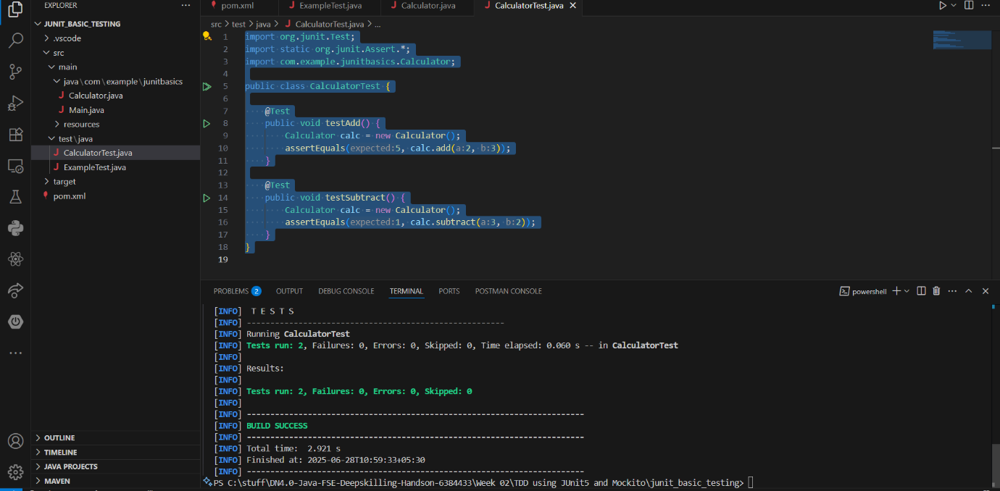 EXPLORER ...
pom.xml ExampleTest.java Calculator.java CalculatorTest.java
JUNIT_BASIC_TESTING
.vscode
src
main
java\com\example\junitbasics
Calculator.java
Main.java
resources
test\java
CalculatorTest.java
ExampleTest.java
target
pom.xml
OUTLINE
TIMELINE
JAVA PROJECTS
MAVEN
src > test > java > CalculatorTest.java > ...
1 import org.junit.Test;
2 import static org.junit.Assert.*;
3 import com.example.junitbasics.Calculator;
4
5 public class CalculatorTest {
6
7 @Test
8 public void testAdd() {
9 Calculator calc = new Calculator();
10 assertEquals(expected:5, calc.add(a:2, b:3));
11 }
12
13 @Test
14 public void testSubtract() {
15 Calculator calc = new Calculator();
16 assertEquals(expected:1, calc.subtract(a:3, b:2));
17 }
18 }
19
PROBLEMS 2 OUTPUT DEBUG CONSOLE TERMINAL PORTS POSTMAN CONSOLE powershell
[INFO] T E S T S
[INFO] -------------------------------------------------------
[INFO] Running CalculatorTest
[INFO] Tests run: 2, Failures: 0, Errors: 0, Skipped: 0, Time elapsed: 0.060 s -- in CalculatorTest
[INFO]
[INFO] Results:
[INFO]
[INFO] Tests run: 2, Failures: 0, Errors: 0, Skipped: 0
[INFO]
[INFO] ------------------------------------------------------------------------
[INFO] BUILD SUCCESS
[INFO] ------------------------------------------------------------------------
[INFO] Total time:  2.921 s
[INFO] Finished at: 2025-06-28T10:59:33+05:30
[INFO] ------------------------------------------------------------------------
PS C:\stuff\DN4.0-Java-FSE-Deepskilling-Handson-6384433\Week 02\TDD using JUnit5 and Mockito\junit_basic_testing>